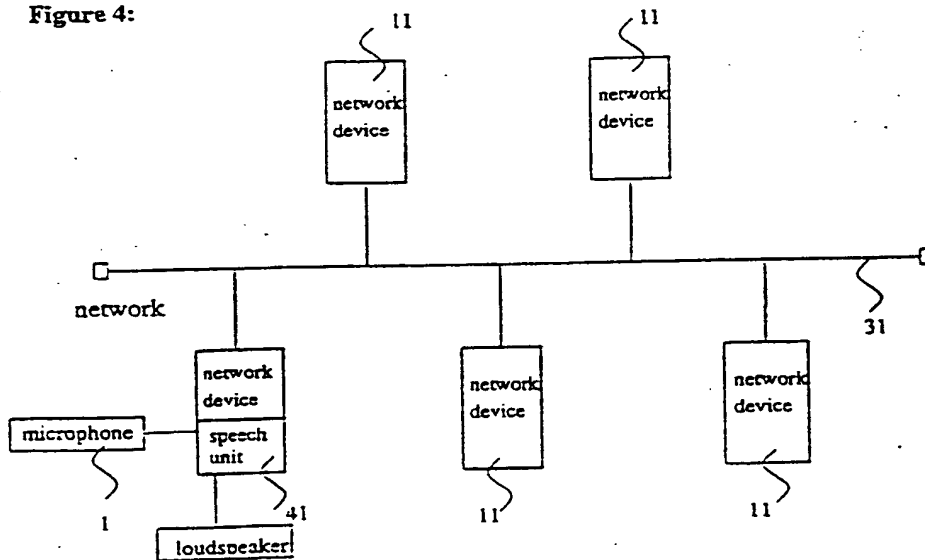 Figure 4:
11
11
network
device
network
device
network
31
network
device
speech
unit
microphone
1
41
loudspeaker
network
device
11
network
device
11